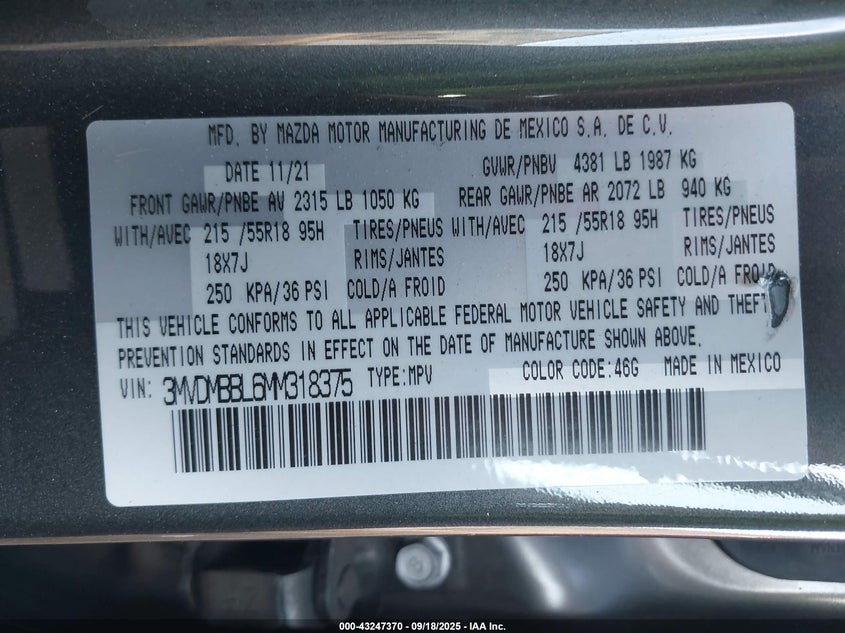 MFD. BY MAZDA MOTOR MANUFACTURING DE MEXICO S.A. DE C.V.
DATE 11/21 GVWR/PNBV 4381 LB 1987 KG
FRONT GAWR/PNBE AV 2315 LB 1050 KG REAR GAWR/PNBE AR 2072 LB 940 KG
WITH/AVEC 215 /55R18 95H TIRES/PNEUS WITH/AVEC 215 /55R18 95H TIRES/PNEUS
18X7J RIMS/JANTES 18X7J RIMS/JANTES
250 KPA/36 PSI COLD/A FROID 250 KPA/36 PSI COLD/A FROID
THIS VEHICLE CONFORMS TO ALL APPLICABLE FEDERAL MOTOR VEHICLE SAFETY AND THEFT
PREVENTION STANDARDS IN EFFECT ON THE DATE OF MANUFACTURE SHOWN ABOVE.
VIN: 3MVDMBBL6MM318375 TYPE:MPV COLOR CODE:46G MADE IN MEXICO
000-43247370 - 09/18/2025 - IAA Inc.